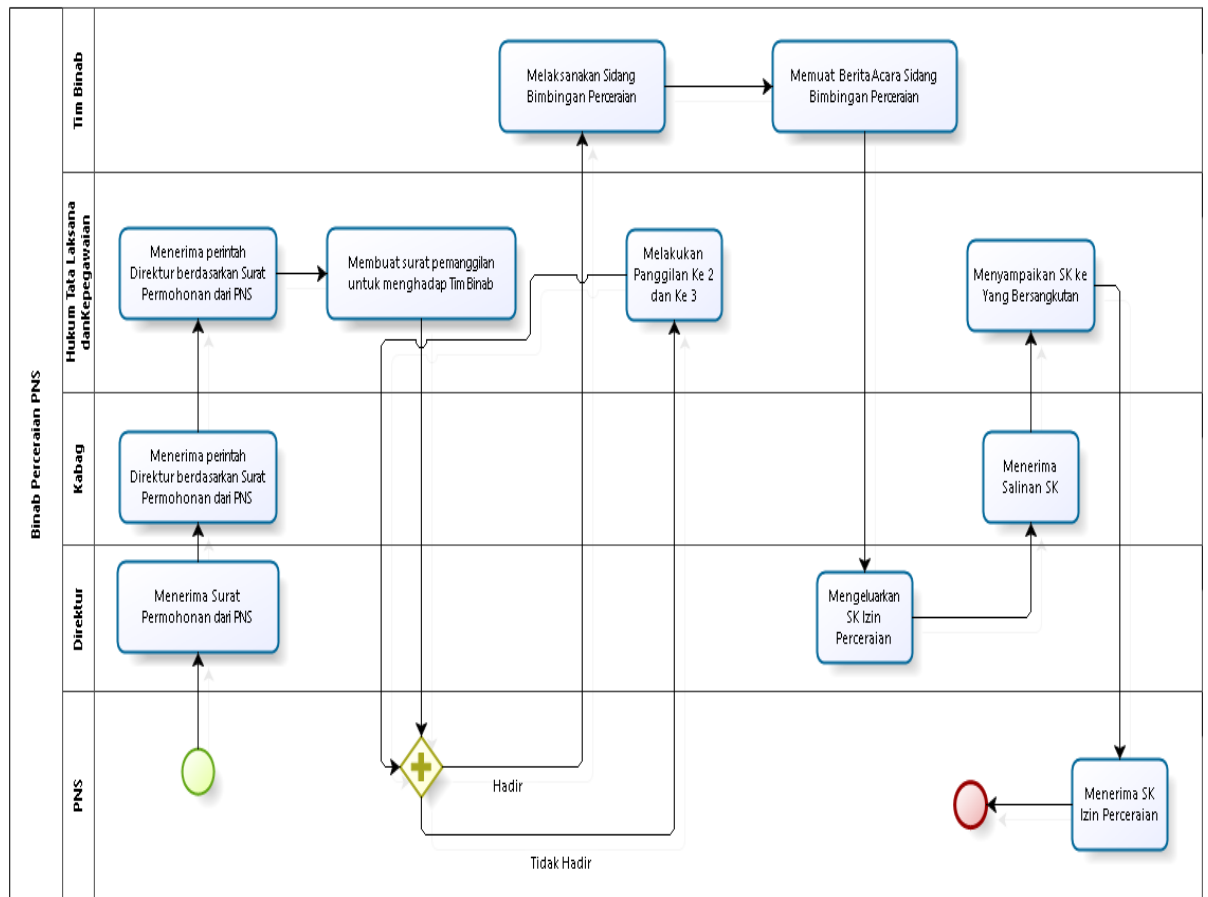 Binab Perceraian PNS
Tim Binab
Melaksanakan Sidang
Bimbingan Perceraian
Memuat Berita Acara Sidang
Bimbingan Perceraian
Hukum Tata Laksana
danKepegawaian
Menerima perintah
Direktur berdasarkan Surat
Permohonan dari PNS
Membuat surat pemanggilan
untuk menghadap Tim Binab
Melakukan
Panggilan Ke 2
dan Ke 3
Menyampaikan SK ke
Yang Bersangkutan
Kabag
Menerima perintah
Direktur berdasarkan Surat
Permohonan dari PNS
Menerima
Salinan SK
Direktur
Menerima Surat
Permohonan dari PNS
Mengeluarkan
SK Izin
Perceraian
PNS
Hadir
Tidak Hadir
Menerima SK
Izin Perceraian